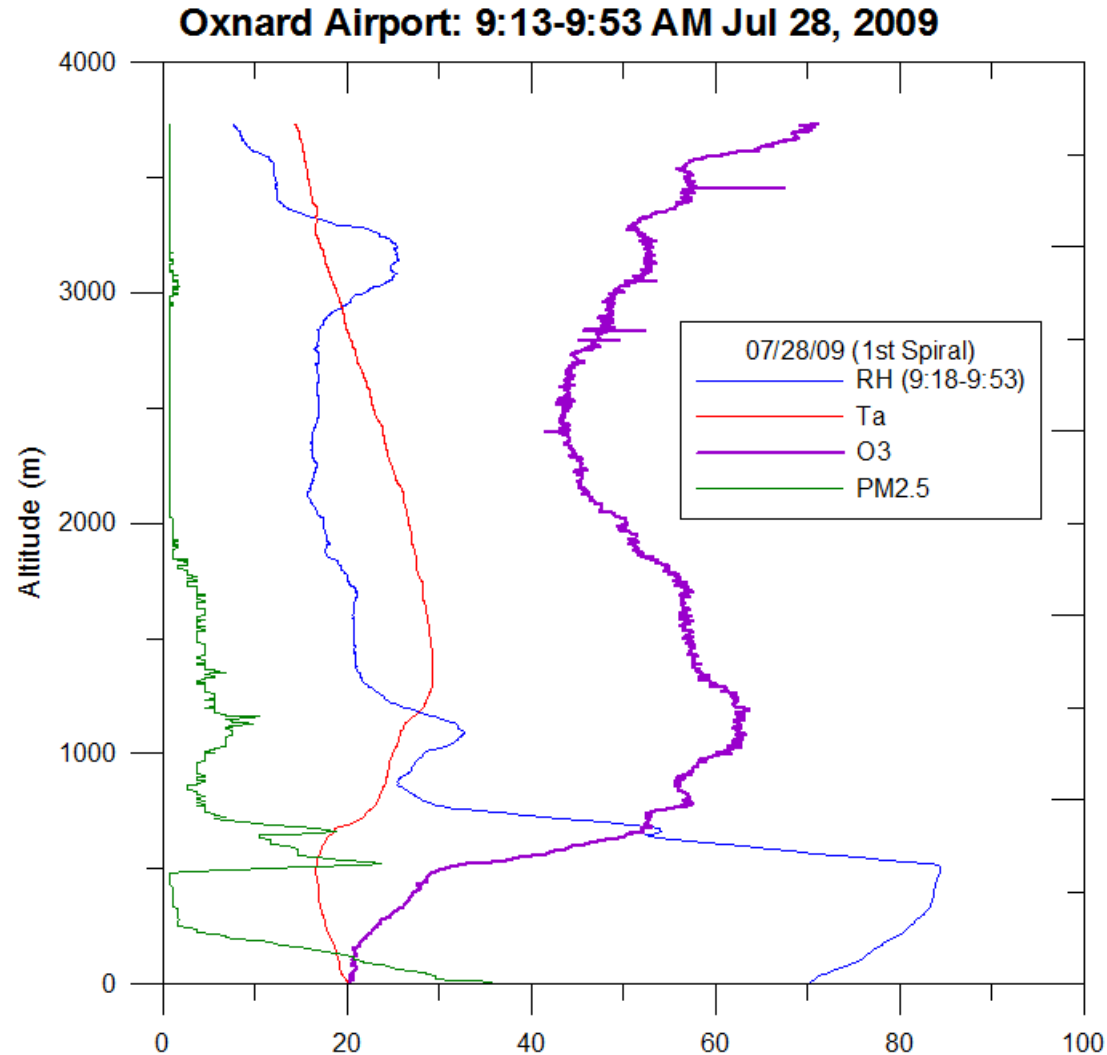 Oxnard Airport: 9:13-9:53 AM Jul 28, 2009
4000
3000
2000
1000
0
Altitude (m)
07/28/09 (1st Spiral)
RH (9:18-9:53)
Ta
O3
PM2.5
0 20 40 60 80 100